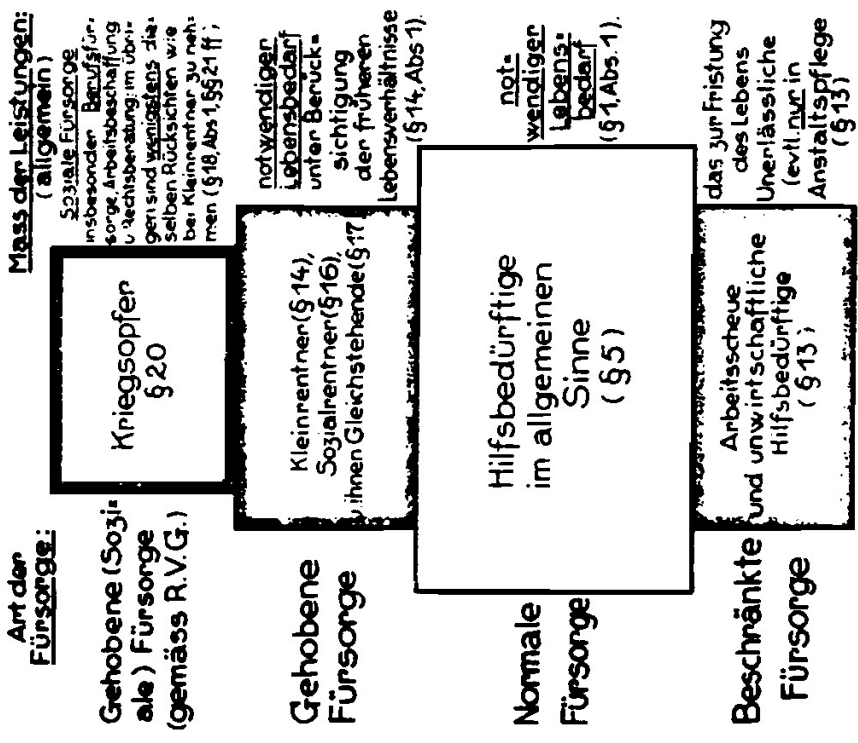 Art der
Fürsorge:
Mass der Leistungen:
(allgemein)
Gehobene (Sozi=
ale) Fürsorge
(gemäss R.V.G.)
Kriegsopfer
§ 20
Soziale Fürsorge
insbesonder. Berufsfür=
sorge, Arbeitsbeschaffung
u. Rechtsberatung; im übri=
gen sind wenigstens die=
selben Rücksichten wie
bei Kleinrentner zu neh=
men (§ 18, Abs 1, §§ 21 ff;
Gehobene
Fürsorge
Kleinrentner (§ 14),
Sozialrentner (§ 16),
u. ihnen Gleichstehende (§ 17
notwendiger
Lebensbedarf
unter Berück=
sichtigung
der früheren
Lebensverhältnisse
(§ 14, Abs 1).
Normale
Fürsorge
Hilfsbedürftige
im allgemeinen
Sinne
(§ 5)
not=
wendiger
Lebens=
bedarf
(§ 1, Abs. 1).
Beschränkte
Fürsorge
Arbeitsscheue
und unwirtschaftliche
Hilfsbedürftige
(§ 13;
das zur Fristung
des Lebens
Unerlässliche
(evtl. nur in
Anstaltspflege
(§ 13)